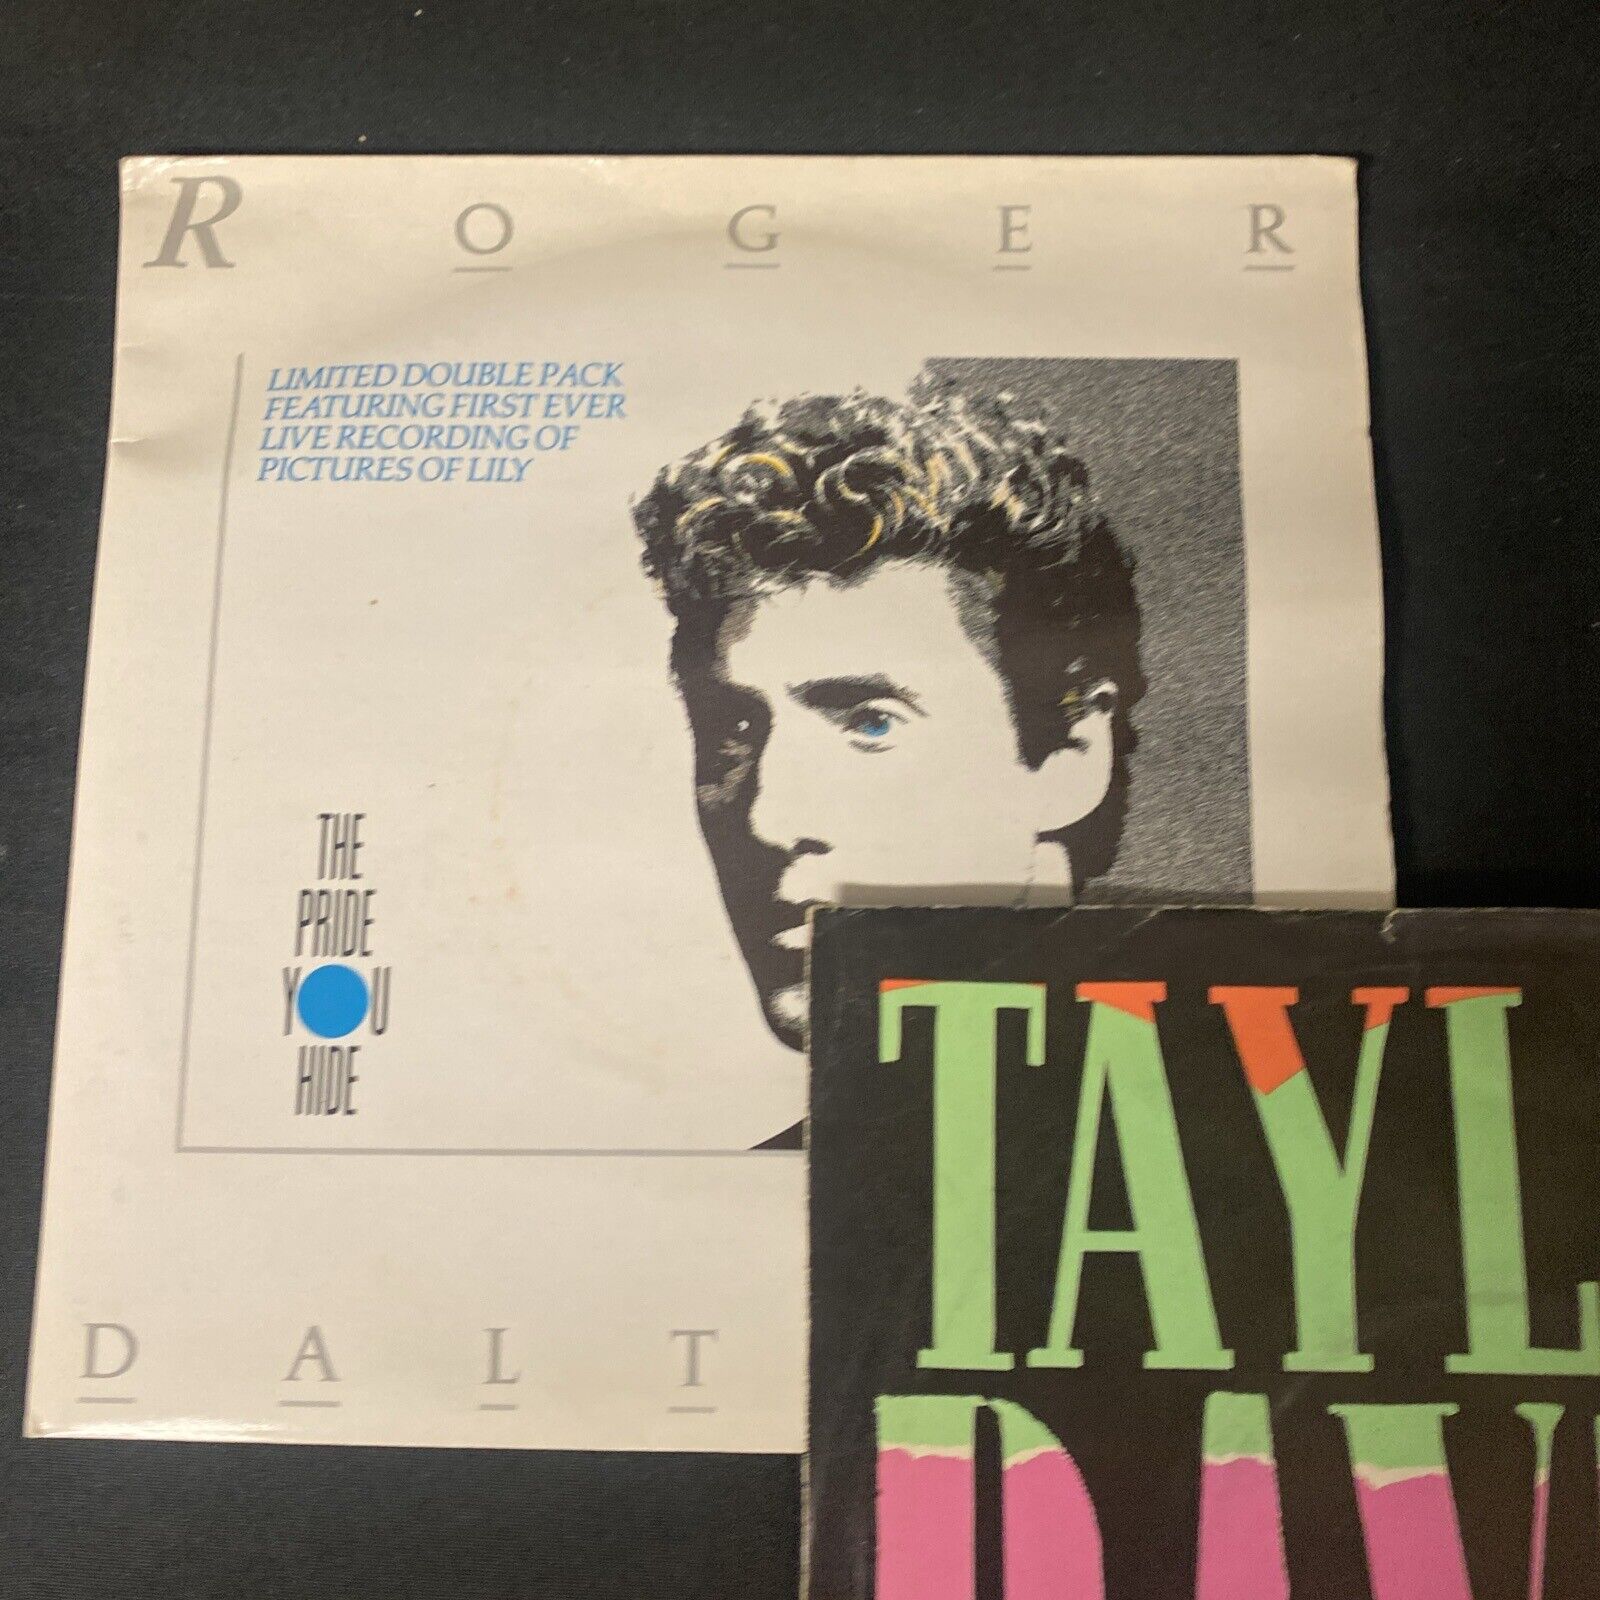 ROGER
LIMITED DOUBLE PACK
FEATURING FIRST EVER
LIVE RECORDING OF
PICTURES OF LILY
THE
PRIDE
YOU
HIDE
DALT
TAYL
DAV